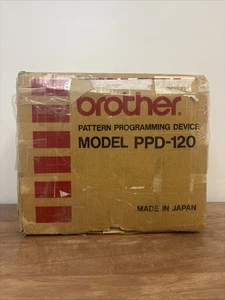 brother.
PATTERN PROGRAMMING DEVICE
MODEL PPD-120
MADE IN JAPAN